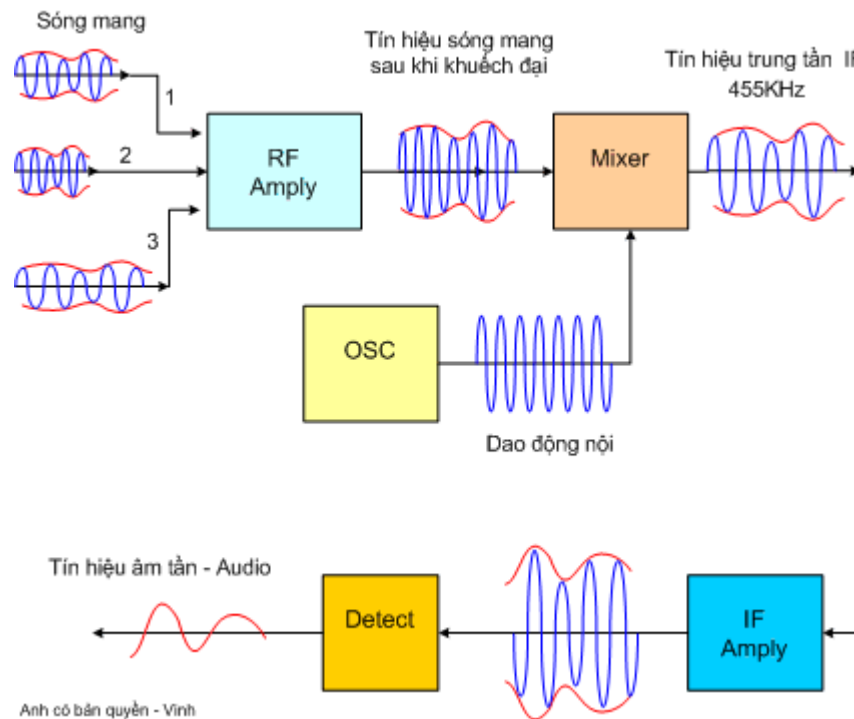 Sóng mang
1
2
3
RF
Amply
Tín hiệu sóng mang
sau khi khuếch đại
Mixer
Tín hiệu trung tần IF
455KHz
OSC
Dao động nội
Tín hiệu âm tần - Audio
Detect
IF
Amply
Anh có bản quyền - Vinh